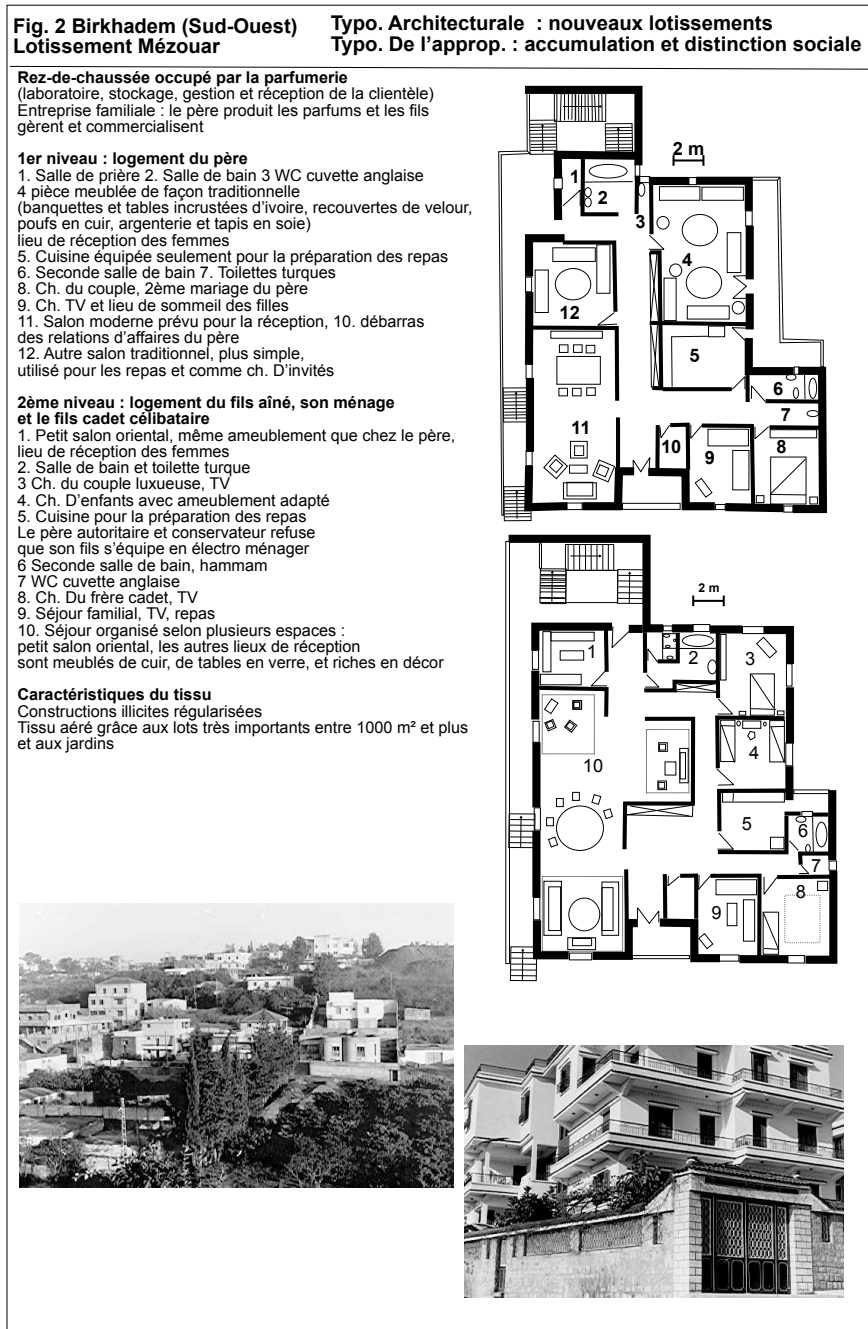 Fig. 2 Birkhadem (Sud-Ouest)
Lotissement Mézouar
Typo. Architecturale : nouveaux lotissements
Typo. De l'approp. : accumulation et distinction sociale
Rez-de-chaussée occupé par la parfumerie
(laboratoire, stockage, gestion et réception de la clientèle)
Entreprise familiale : le père produit les parfums et les fils
gèrent et commercialisent
1er niveau : logement du père
1. Salle de prière 2. Salle de bain 3 WC cuvette anglaise
4 pièce meublée de façon traditionnelle
(banquettes et tables incrustées d'ivoire, recouvertes de velour,
poufs en cuir, argenterie et tapis en soie)
lieu de réception des femmes
5. Cuisine équipée seulement pour la préparation des repas
6. Seconde salle de bain 7. Toilettes turques
8. Ch. du couple, 2ème mariage du père
9. Ch. TV et lieu de sommeil des filles
11. Salon moderne prévu pour la réception, 10. débarras
des relations d'affaires du père
12. Autre salon traditionnel, plus simple,
utilisé pour les repas et comme ch. D'invités
2ème niveau : logement du fils aîné, son ménage
et le fils cadet célibataire
1. Petit salon oriental, même ameublement que chez le père,
lieu de réception des femmes
2. Salle de bain et toilette turque
3 Ch. du couple luxueuse, TV
4. Ch. D'enfants avec ameublement adapté
5. Cuisine pour la préparation des repas
Le père autoritaire et conservateur refuse
que son fils s'équipe en électro ménager
6 Seconde salle de bain, hammam
7 WC cuvette anglaise
8. Ch. Du frère cadet, TV
9. Séjour familial, TV, repas
10. Séjour organisé selon plusieurs espaces :
petit salon oriental, les autres lieux de réception
sont meublés de cuir, de tables en verre, et riches en décor
Caractéristiques du tissu
Constructions illicites régularisées
Tissu aéré grâce aux lots très importants entre 1000 m² et plus
et aux jardins
2 m
1
2
3
4
12
5
6
7
11
10
9
8
2 m
1
2
3
4
10
5
6
7
9
8